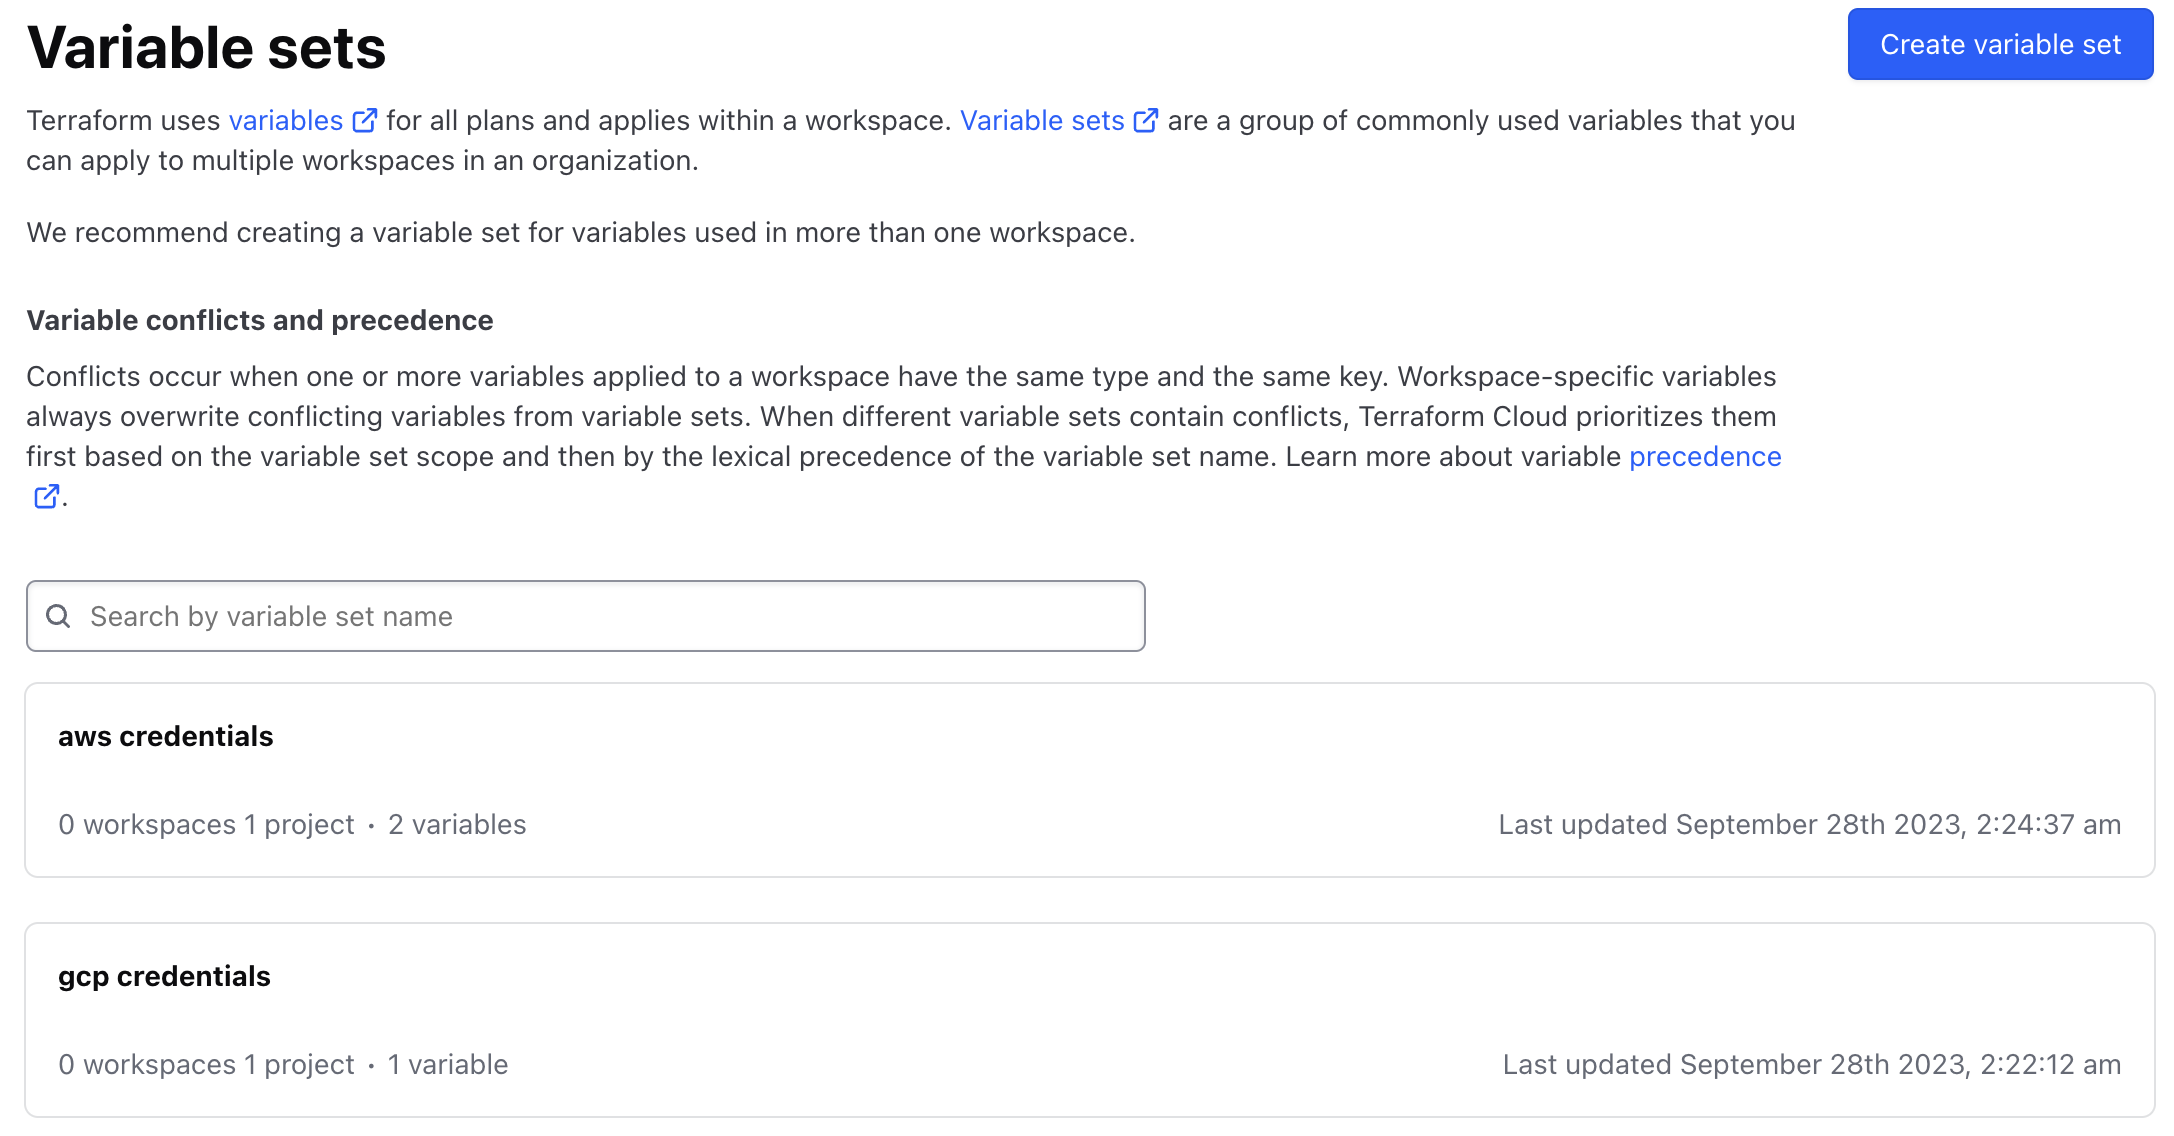 Variable sets
Create variable set
Terraform uses variables for all plans and applies within a workspace. Variable sets are a group of commonly used variables that you
can apply to multiple workspaces in an organization.
We recommend creating a variable set for variables used in more than one workspace.
Variable conflicts and precedence
Conflicts occur when one or more variables applied to a workspace have the same type and the same key. Workspace-specific variables
always overwrite conflicting variables from variable sets. When different variable sets contain conflicts, Terraform Cloud prioritizes them
first based on the variable set scope and then by the lexical precedence of the variable set name. Learn more about variable precedence
.
Search by variable set name
aws credentials
0 workspaces 1 project · 2 variables
Last updated September 28th 2023, 2:24:37 am
gcp credentials
0 workspaces 1 project · 1 variable
Last updated September 28th 2023, 2:22:12 am